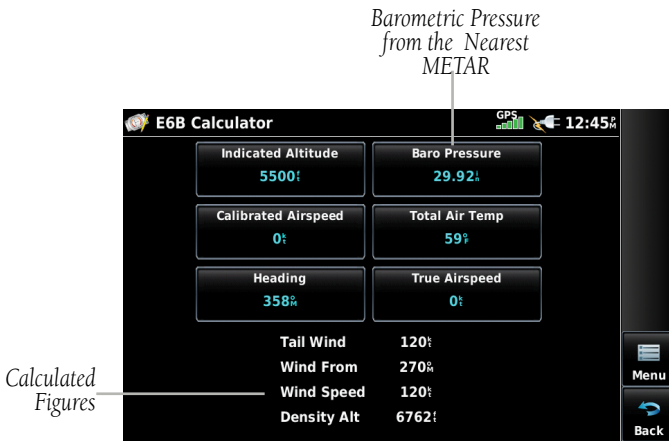 Barometric Pressure
from the Nearest
METAR
E6B Calculator
GPS
12:45PM
Indicated Altitude
5500ft
Baro Pressure
29.92in
Calibrated Airspeed
0kt
Total Air Temp
59°F
Heading
358°M
True Airspeed
0kt
Tail Wind 120kt
Wind From 270°M
Wind Speed 120kt
Density Alt 6762ft
Calculated
Figures
Menu
Back